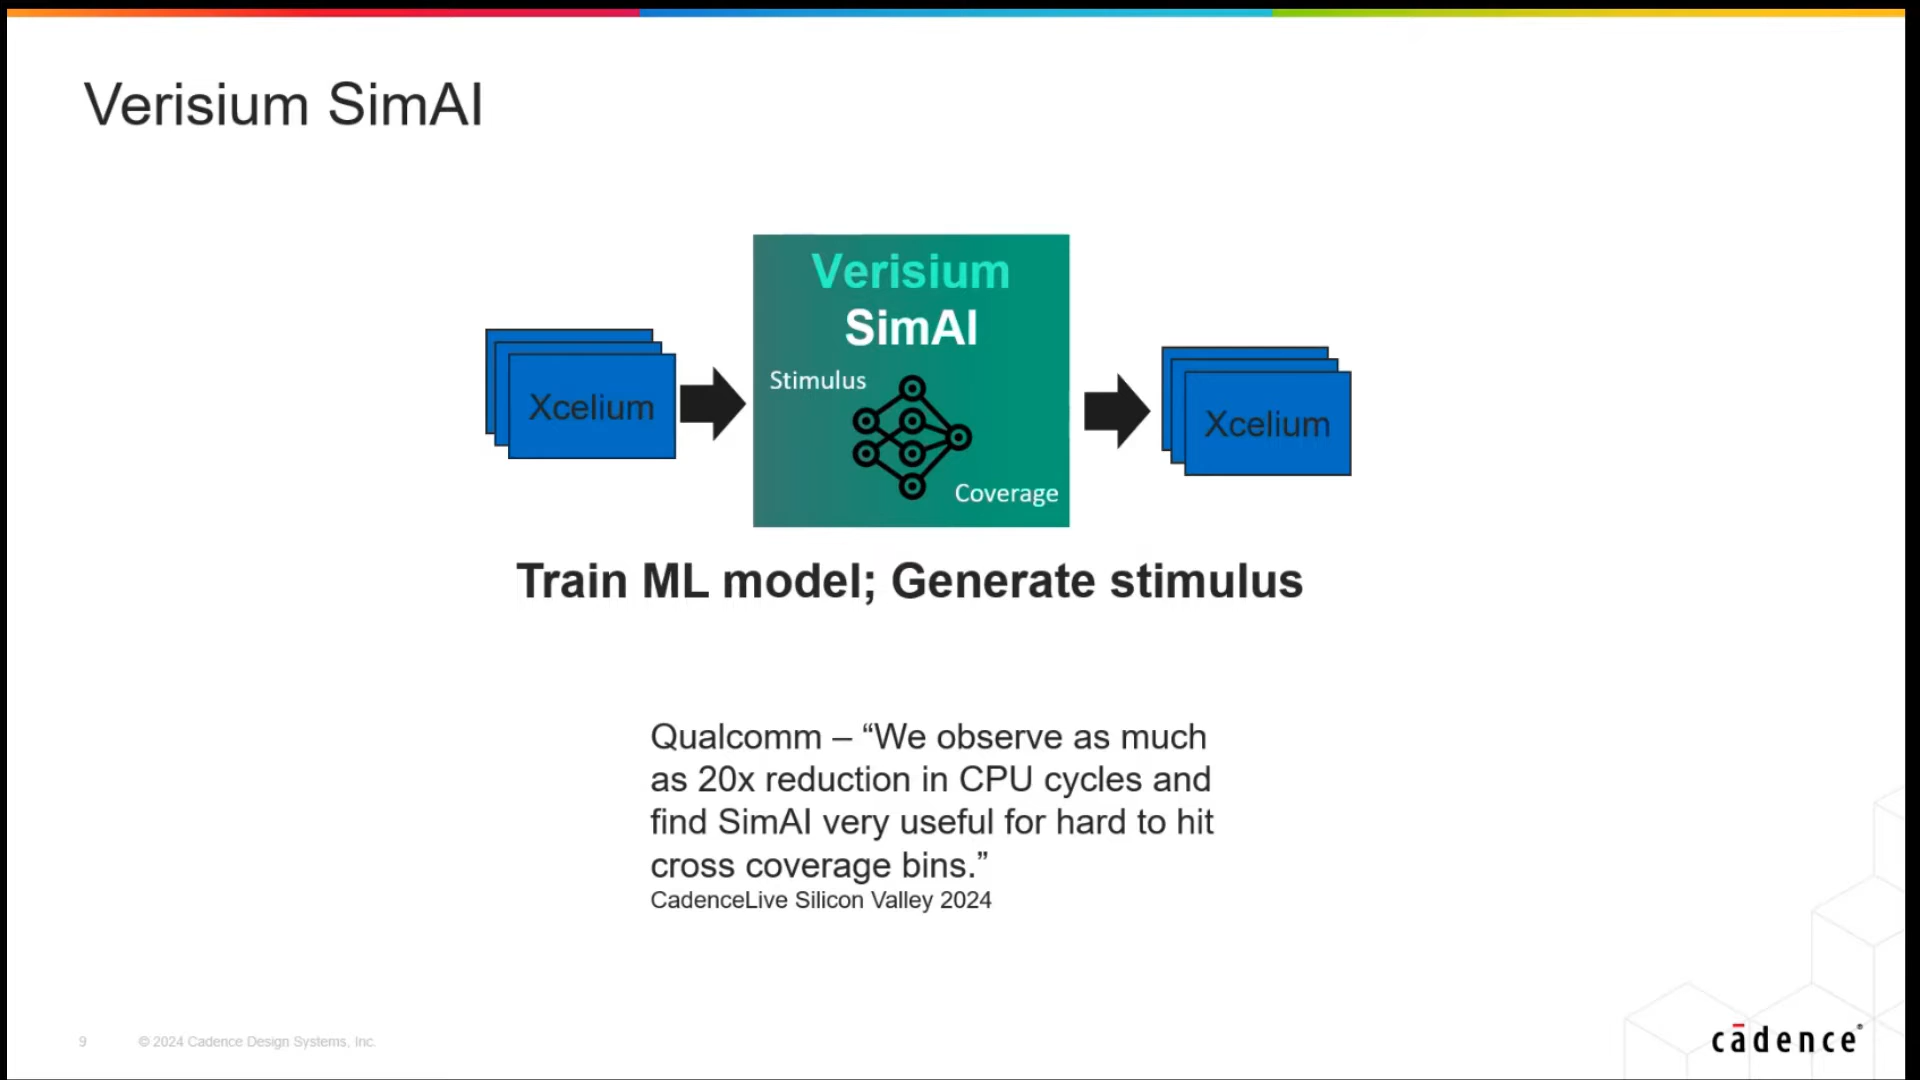 Verisium SimAI
Verisium
SimAI
Stimulus
Coverage
Xcelium
Xcelium
Train ML model; Generate stimulus
Qualcomm – “We observe as much
as 20x reduction in CPU cycles and
find SimAI very useful for hard to hit
cross coverage bins.”
CadenceLive Silicon Valley 2024
9
© 2024 Cadence Design Systems, Inc.
cādence®